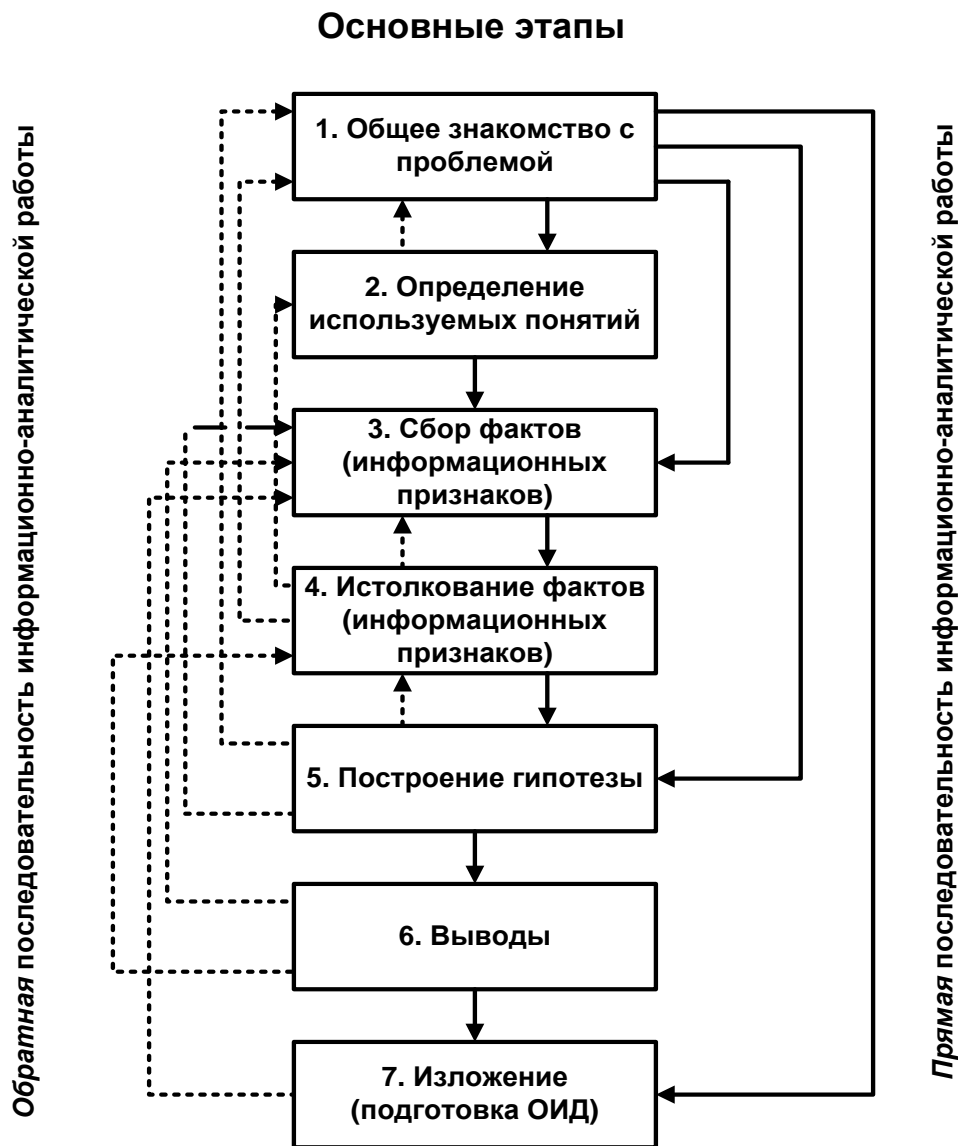 Основные этапы
Обратная последовательность информационно-аналитической работы
1. Общее знакомство с
проблемой
2. Определение
используемых понятий
3. Сбор фактов
(информационных
признаков)
4. Истолкование фактов
(информационных
признаков)
5. Построение гипотезы
6. Выводы
7. Изложение
(подготовка ОИД)
Прямая последовательность информационно-аналитической работы